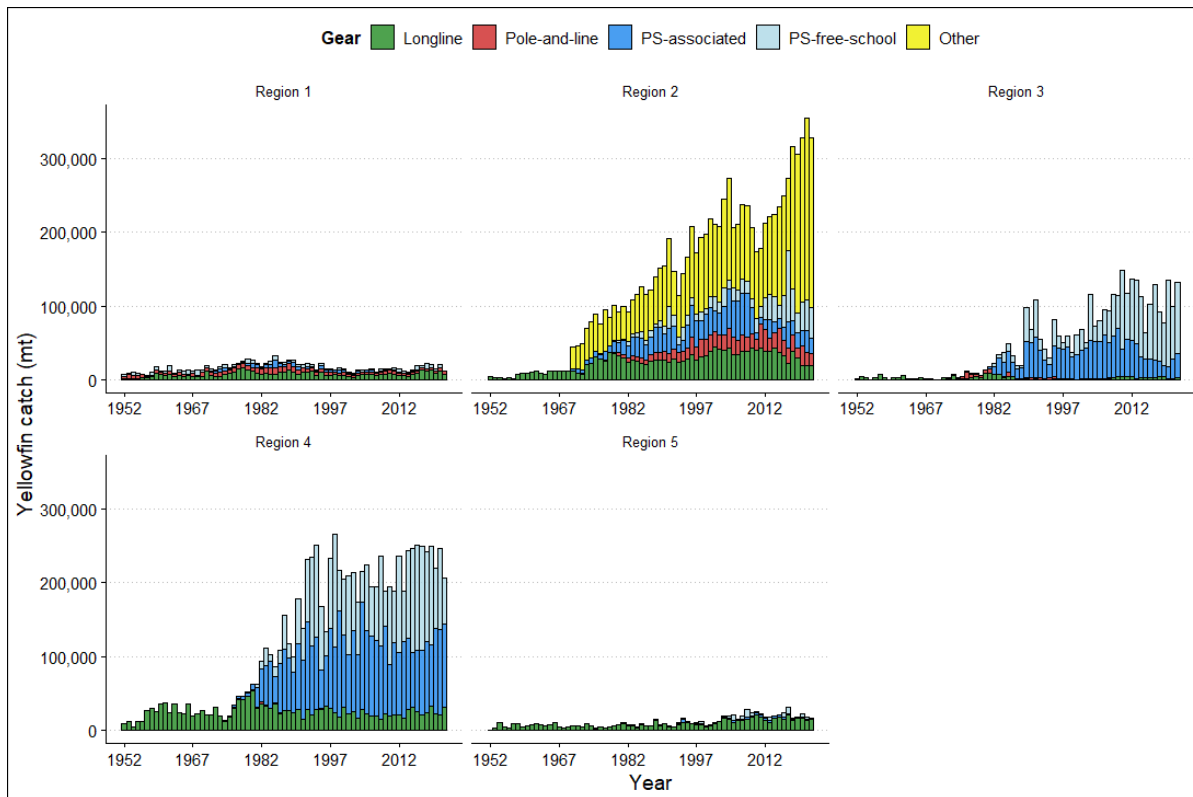 Gear Longline Pole-and-line PS-associated PS-free-school Other
Region 1 Region 2 Region 3
300,000
200,000
100,000
0
1952 1967 1982 1997 2012 1952 1967 1982 1997 2012 1952 1967 1982 1997 2012
Yellowfin catch (mt)
Region 4 Region 5
300,000
200,000
100,000
0
1952 1967 1982 1997 2012 1952 1967 1982 1997 2012
Year